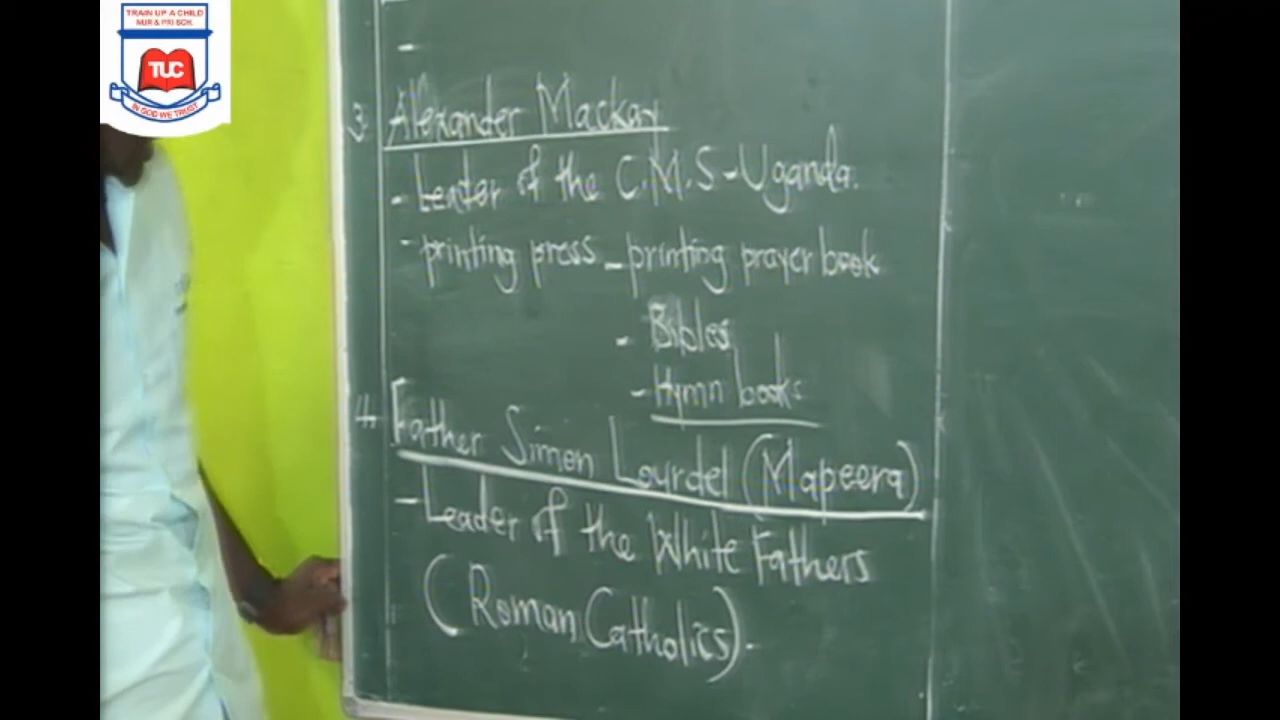 TRAIN UP A CHILD
NUR & PRI SCH.
TUC
IN GOD WE TRUST
-
3. Alexander Mackay
- Leader of the C.M.S - Uganda.
- printing press - printing prayer book
- Bibles
- Hymn books
4. Father Simon Lourdel (Mapeera)
- Leader of the White Fathers
(Roman Catholics).